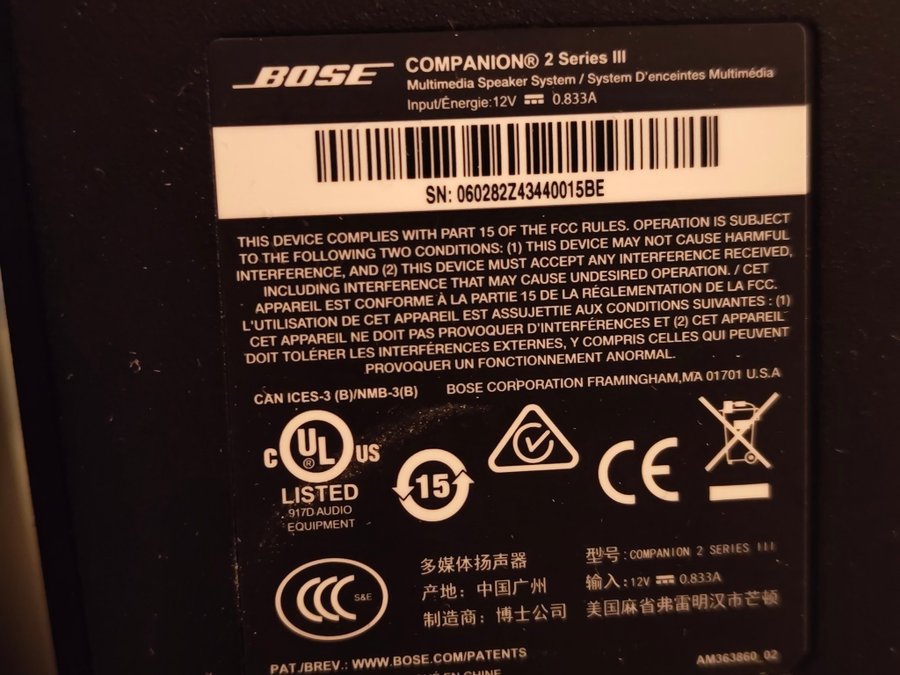 BOSE
COMPANION® 2 Series III
Multimedia Speaker System / System D'enceintes Multimédia
Input/Énergie:12V ⎓ 0.833A
SN: 060282Z43440015BE
THIS DEVICE COMPLIES WITH PART 15 OF THE FCC RULES. OPERATION IS SUBJECT
TO THE FOLLOWING TWO CONDITIONS: (1) THIS DEVICE MAY NOT CAUSE HARMFUL
INTERFERENCE, AND (2) THIS DEVICE MUST ACCEPT ANY INTERFERENCE RECEIVED,
INCLUDING INTERFERENCE THAT MAY CAUSE UNDESIRED OPERATION. / CET
APPAREIL EST CONFORME À LA PARTIE 15 DE LA RÉGLEMENTATION DE LA FCC.
L'UTILISATION DE CET APPAREIL EST ASSUJETTIE AUX CONDITIONS SUIVANTES : (1)
CET APPAREIL NE DOIT PAS PROVOQUER D'INTERFÉRENCES ET (2) CET APPAREIL
DOIT TOLÉRER LES INTERFÉRENCES EXTERNES, Y COMPRIS CELLES QUI PEUVENT
PROVOQUER UN FONCTIONNEMENT ANORMAL.
CAN ICES-3 (B)/NMB-3(B)
BOSE CORPORATION FRAMINGHAM,MA 01701 U.S.A
C UL ® US
LISTED
917D AUDIO
EQUIPMENT
15
CE
CCC S&E
多媒体扬声器
产地：中国广州
制造商：博士公司
型号:COMPANION 2 SERIES III
输入:12V ⎓ 0.833A
美国麻省弗雷明汉市芒顿
PAT./BREV.: WWW.BOSE.COM/PATENTS
AM363860_02
EN CHINE